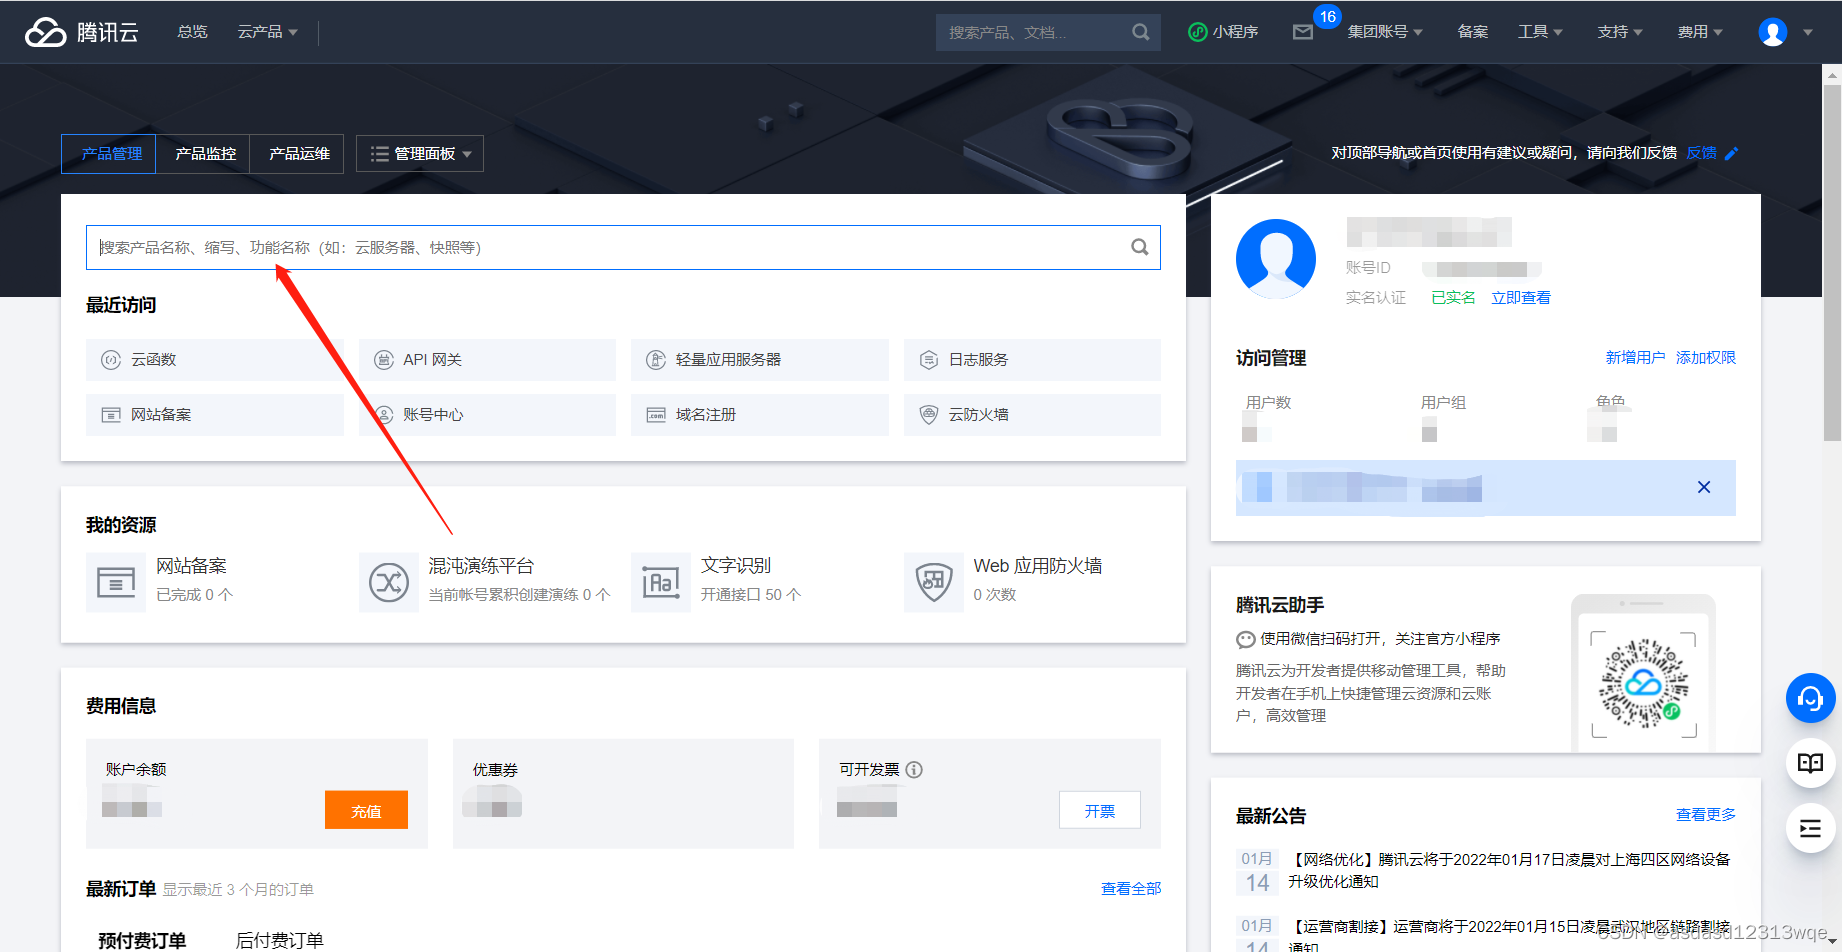 腾讯云
总览
云产品
搜索产品、文档...
小程序
16
集团账号
备案
工具
支持
费用
产品管理
产品监控
产品运维
管理面板
对顶部导航或首页使用有建议或疑问，请向我们反馈 反馈
搜索产品名称、缩写、功能名称（如：云服务器、快照等）
最近访问
云函数
API 网关
轻量应用服务器
日志服务
网站备案
账号中心
域名注册
.com
云防火墙
账号ID
实名认证 已实名 立即查看
访问管理
新增用户 添加权限
用户数
用户组
角色
我的资源
网站备案
已完成 0 个
混沌演练平台
当前帐号累积创建演练 0 个
Aa
文字识别
开通接口 50 个
Web 应用防火墙
0 次数
腾讯云助手
使用微信扫码打开，关注官方小程序
腾讯云为开发者提供移动管理工具，帮助
开发者在手机上快捷管理云资源和云账
户，高效管理
费用信息
账户余额
充值
优惠券
可开发票
开票
最新订单 显示最近 3 个月的订单
查看全部
预付费订单
后付费订单
最新公告
查看更多
01月
14
【网络优化】腾讯云将于2022年01月17日凌晨对上海四区网络设备
升级优化通知
01月
14
【运营商割接】运营商将于2022年01月15日凌晨武汉地区链路割接
通知
CSDN @asdasd12313wqe